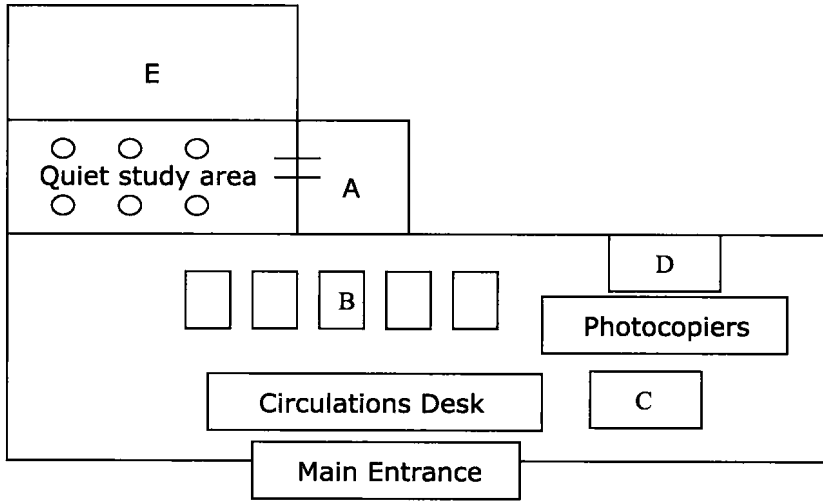 E
Quiet study area
A
B
D
Photocopiers
Circulations Desk
C
Main Entrance